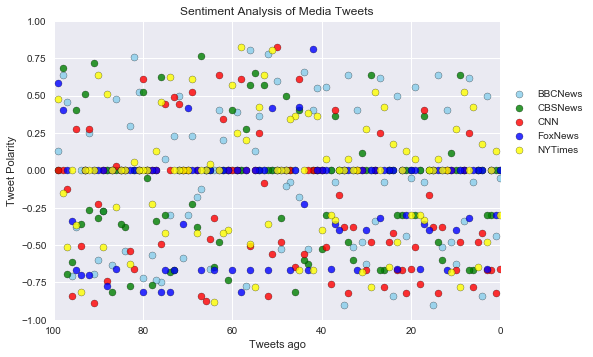 Sentiment Analysis of Media Tweets
1.00
0.75
0.50
0.25
0.00
−0.25
−0.50
−0.75
−1.00
Tweet Polarity
100
80
60
40
20
0
Tweets ago
BBCNews
CBSNews
CNN
FoxNews
NYTimes